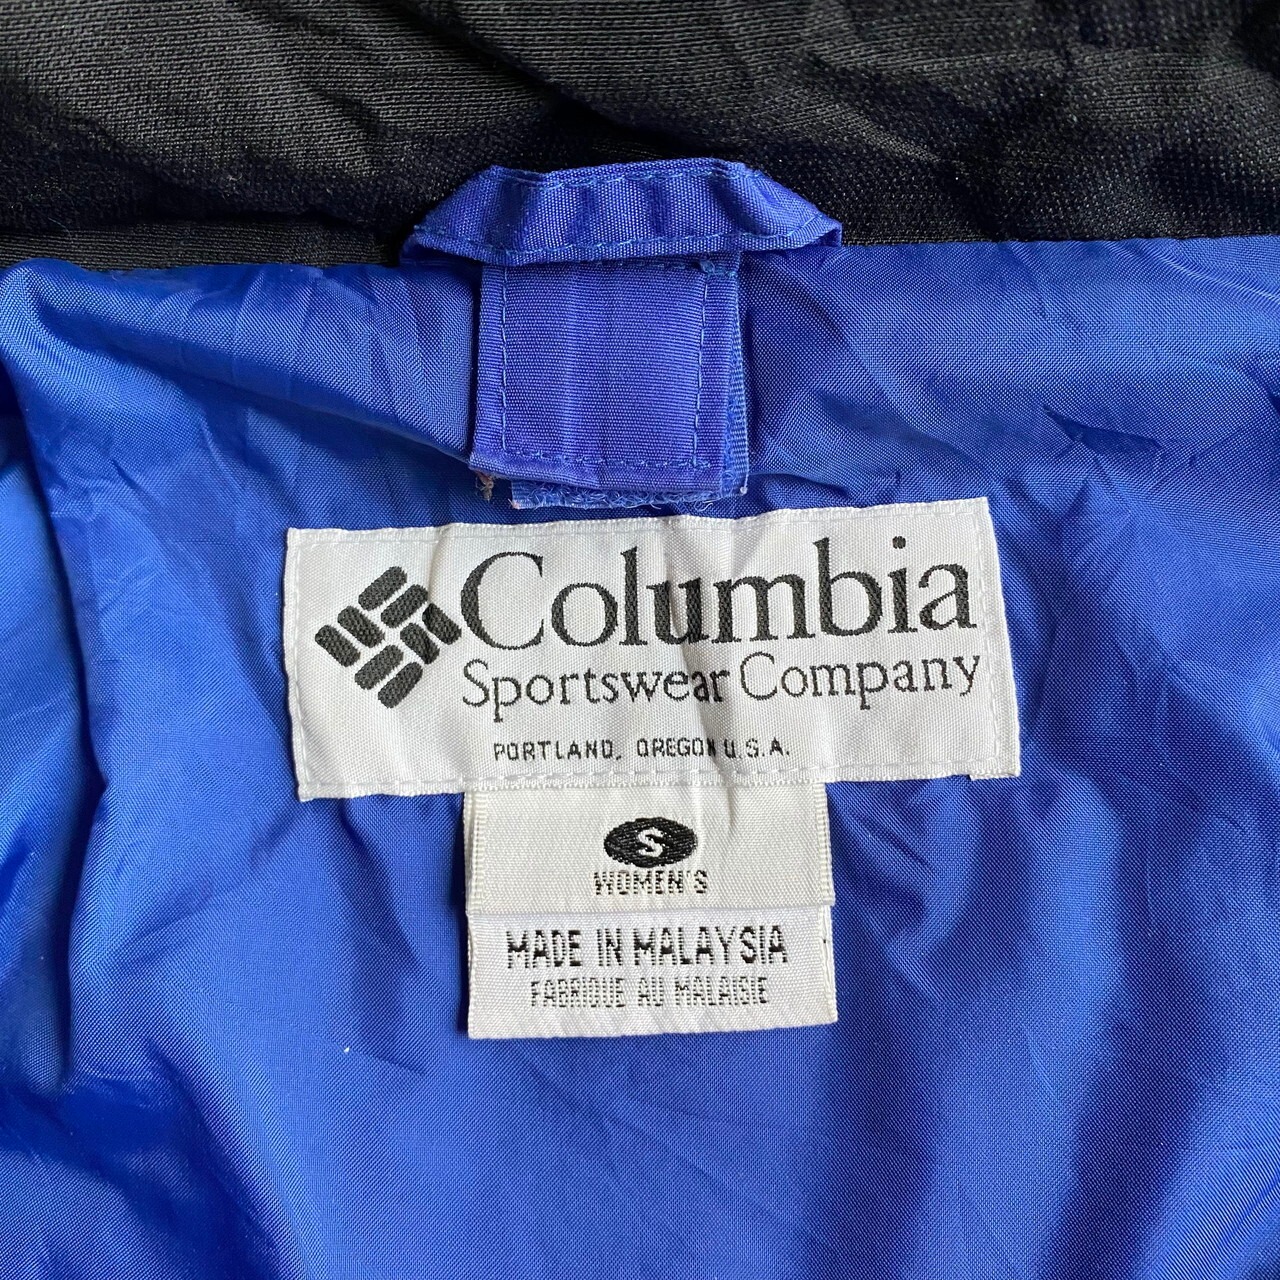 Columbia
Sportswear Company
PORTLAND, OREGON U.S.A.
S
WOMEN'S
MADE IN MALAYSIA
FABRIQUE AU MALAISIE